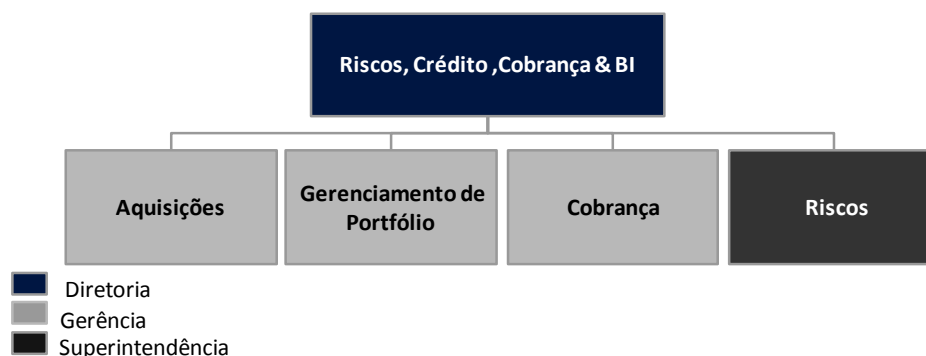 Riscos, Crédito ,Cobrança & BI
Aquisições
Gerenciamento de
Portfólio
Cobrança
Riscos
Diretoria
Gerência
Superintendência